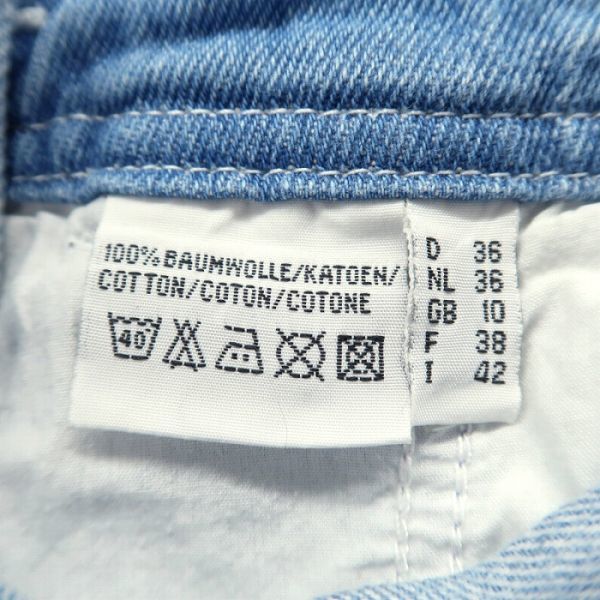 100% BAUMWOLLE/KATOEN/
COTTON/COTON/COTONE
40
D 36
NL 36
GB 10
F 38
I 42